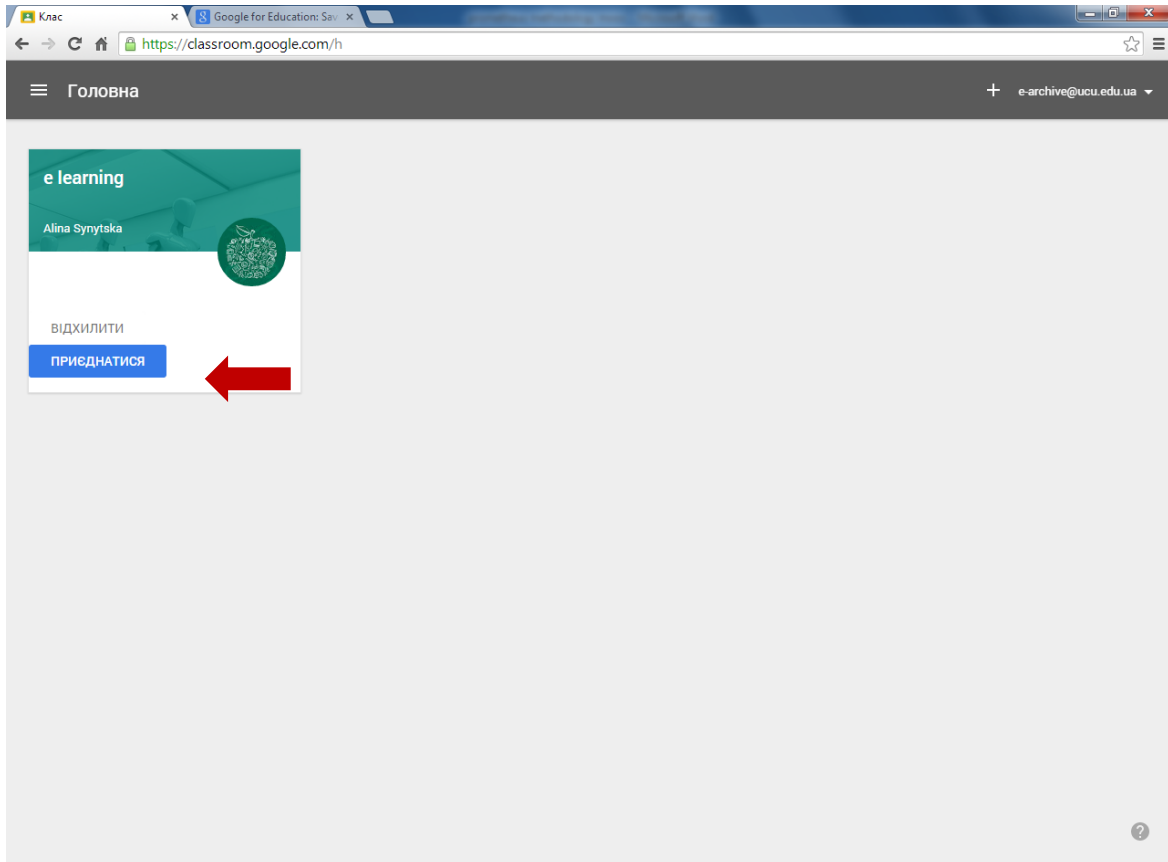 Клас
Google for Education: Sav
https://classroom.google.com/h
Головна
e-archive@ucu.edu.ua
e learning
Alina Synytska
ВІДХИЛИТИ
ПРИЄДНАТИСЯ